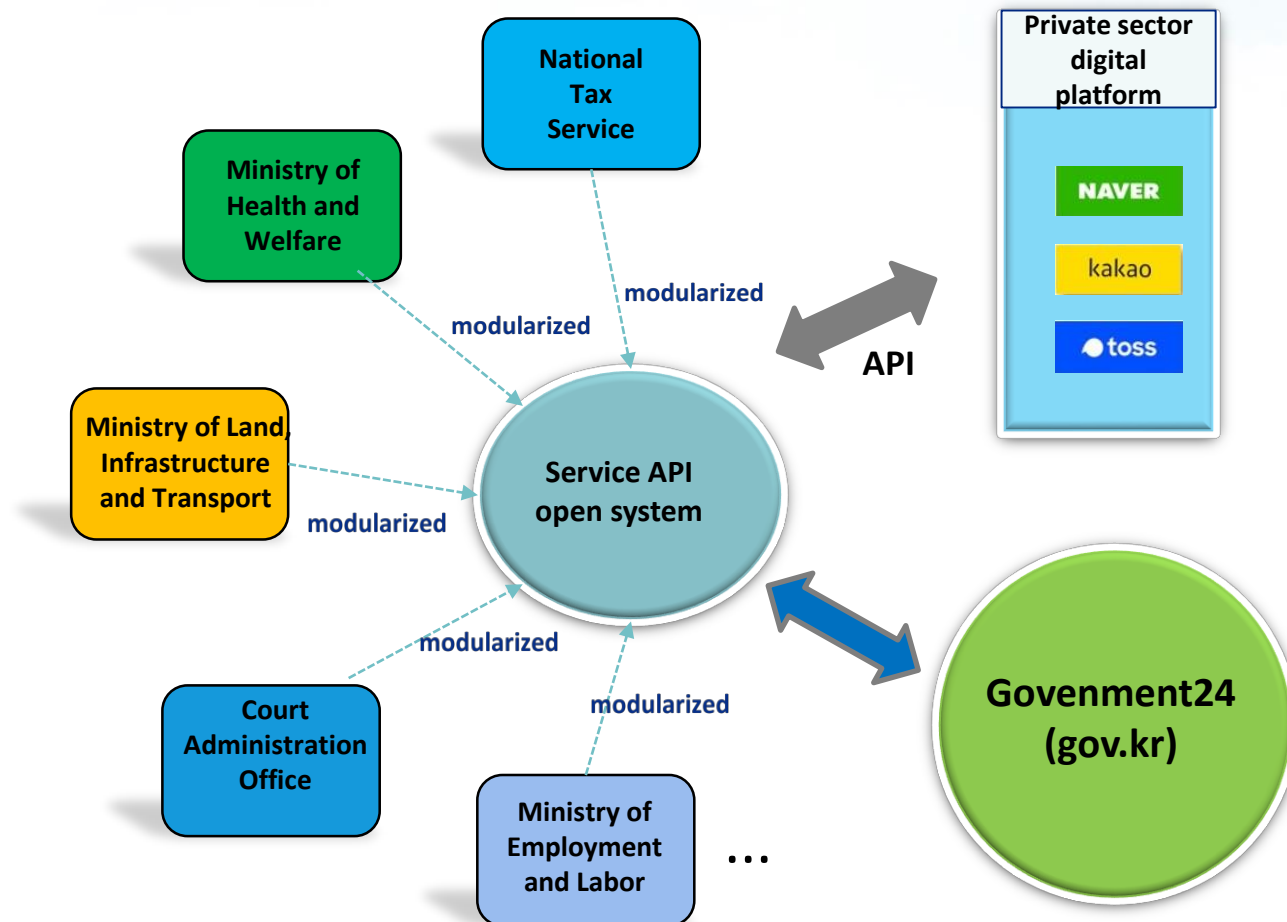 National
Tax
Service
Private sector
digital
platform
Ministry of
Health and
Welfare
NAVER
kakao
toss
modularized
modularized
API
Ministry of Land,
Infrastructure
and Transport
modularized
Service API
open system
modularized
modularized
Court
Administration
Office
Govenment24
(gov.kr)
Ministry of
Employment
and Labor
...